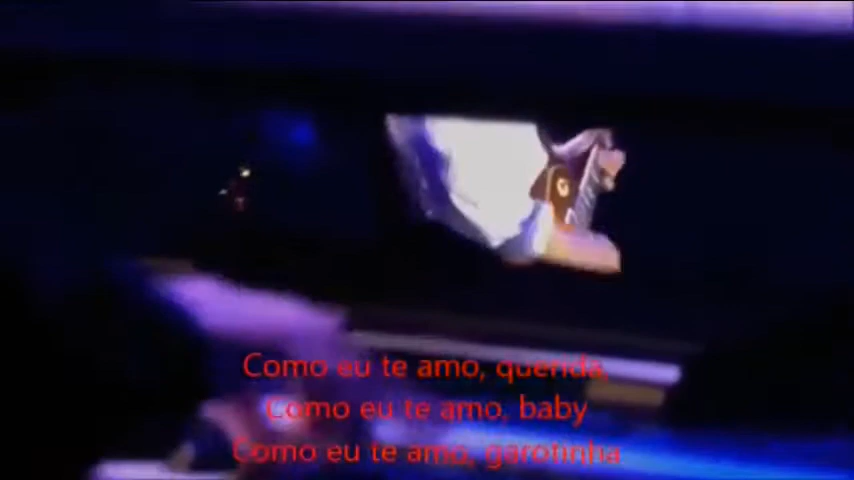 Como eu te amo, querida,
Como eu te amo, baby
Como eu te amo, garotinha